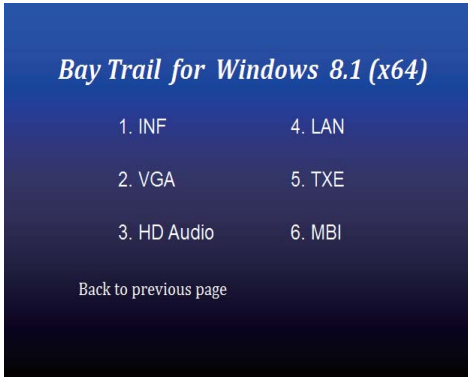 Bay Trail for Windows 8.1 (x64)
1. INF
2. VGA
3. HD Audio
4. LAN
5. TXE
6. MBI
Back to previous page